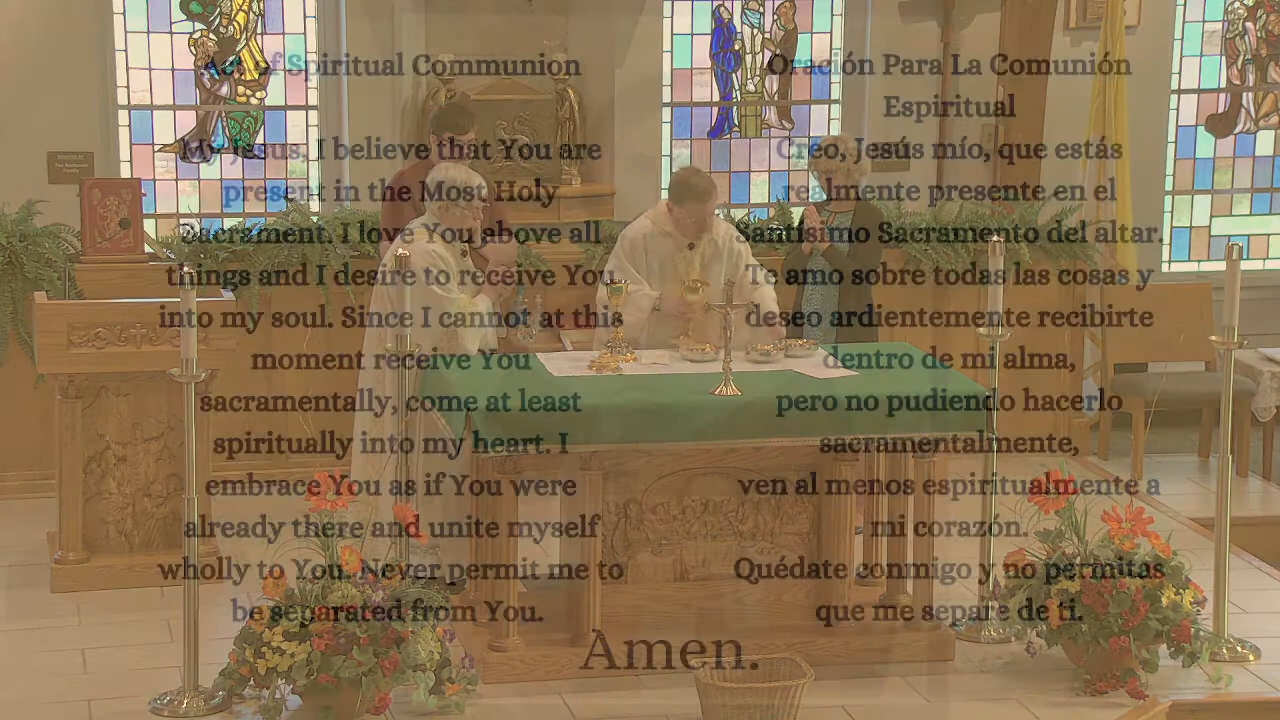 of Spiritual Communion
My Jesus, I believe that You are
present in the Most Holy
Sacrament. I love You above all
things and I desire to receive You
into my soul. Since I cannot at this
moment receive You
sacramentally, come at least
spiritually into my heart. I
embrace You as if You were
already there and unite myself
wholly to You. Never permit me to
be separated from You.
Oración Para La Comunión
Espiritual
Creo, Jesús mío, que estás
realmente presente en el
Santísimo Sacramento del altar.
Te amo sobre todas las cosas y
deseo ardientemente recibirte
dentro de mi alma,
pero no pudiendo hacerlo
sacramentalmente,
ven al menos espiritualmente a
mi corazón.
Quédate conmigo y no permitas
que me separe de ti.
Amen.